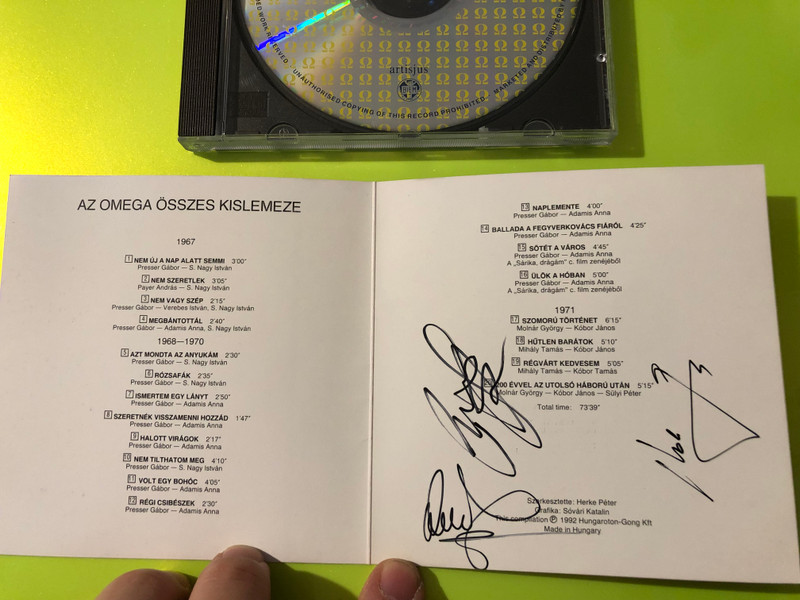 artisjus
UNAUTHORISED COPYING OF THIS RECORD PROHIBITED.
AZ OMEGA ÖSSZES KISLEMEZE
1967
1 NEM ÚJ A NAP ALATT SEMMI 3'00"
Presser Gábor — S. Nagy István
2 NEM SZERETLEK 3'05"
Payer András — S. Nagy István
3 NEM VAGY SZÉP 2'15"
Presser Gábor — Verebes István, S. Nagy István
4 MEGBÁNTOTTÁL 2'40"
Presser Gábor — Adamis Anna, S. Nagy István
1968—1970
5 AZT MONDTA AZ ANYUKÁM 2'30"
Presser Gábor — S. Nagy István
6 RÓZSAFÁK 2'35"
Presser Gábor — S. Nagy István
7 ISMERTEM EGY LÁNYT 2'50"
Presser Gábor — Adamis Anna
8 SZERETNÉK VISSZAMENNI HOZZÁD 1'47"
Presser Gábor — Adamis Anna
9 HALOTT VIRÁGOK 2'17"
Presser Gábor — Adamis Anna
10 NEM TILTHATOM MEG 4'10"
Presser Gábor — S. Nagy István
11 VOLT EGY BOHÓC 4'05"
Presser Gábor — Adamis Anna
12 RÉGI CSIBÉSZEK 2'30"
Presser Gábor — Adamis Anna
13 NAPLEMENTE 4'00"
Presser Gábor — Adamis Anna
14 BALLADA A FEGYVERKOVÁCS FIÁRÓL 4'25"
Presser Gábor — Adamis Anna
15 SÖTÉT A VÁROS 4'45"
Presser Gábor — Adamis Anna
A „Sárika, drágám" c. film zenéjéből
16 ÜLÖK A HÓBAN 5'00"
Presser Gábor — Adamis Anna
A „Sárika, drágám" c. film zenéjéből
1971
17 SZOMORÚ TÖRTÉNET 6'15"
Molnár György — Kóbor János
18 HŰTLEN BARÁTOK 5'10"
Mihály Tamás — Kóbor János
19 RÉGVÁRT KEDVESEM 5'05"
Mihály Tamás — Kóbor Tamás
20 200 ÉVVEL AZ UTOLSÓ HÁBORÚ UTÁN 5'15"
Molnár György — Kóbor János — Sülyi Péter
Total time: 73'39"
Szerkesztette: Herke Péter
Grafika: Sóvári Katalin
This compilation ℗ 1992 Hungaroton-Gong Kft
Made in Hungary